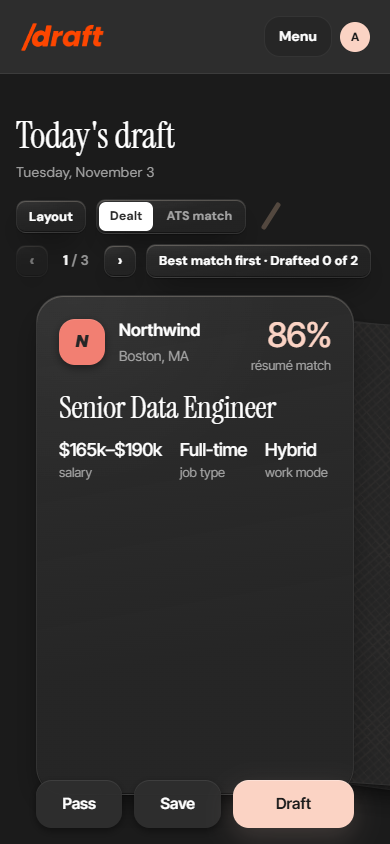 /draft
Menu
A
Today's draft
Tuesday, November 3
Layout
Dealt
ATS match
‹
1 / 3
›
Best match first · Drafted 0 of 2
N
Northwind
Boston, MA
86%
résumé match
Senior Data Engineer
$165k–$190k
Full-time
Hybrid
salary
job type
work mode
Pass
Save
Draft